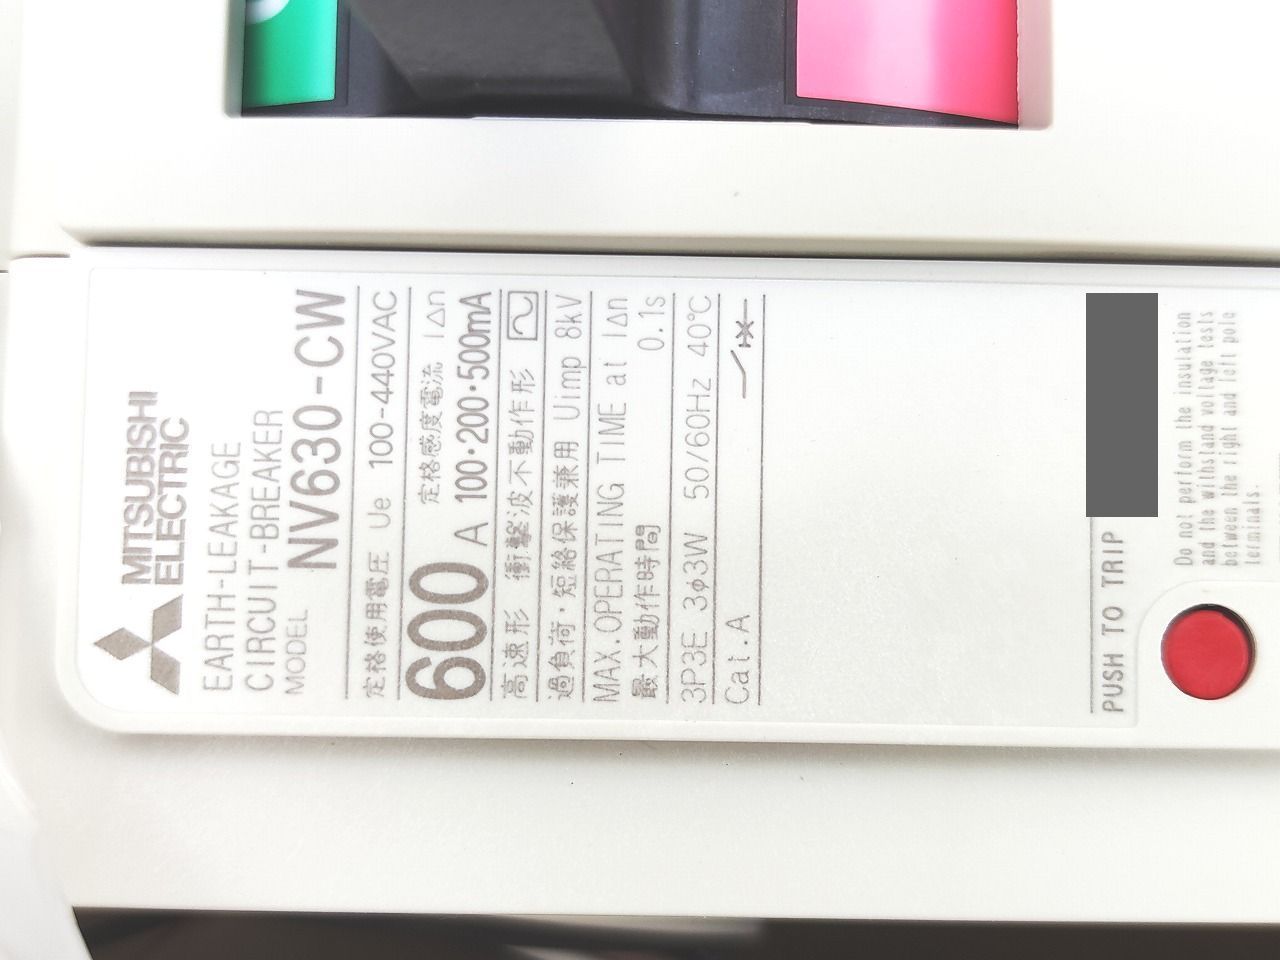 MITSUBISHI
ELECTRIC
EARTH-LEAKAGE
CIRCUIT-BREAKER
MODEL NV630-CW
定格使用電圧 Ue 100-440VAC
定格感度電流 I△n
600 A 100・200・500mA
高速形 衝撃波不動作形
過負荷・短絡保護兼用 Uimp 8kV
MAX.OPERATING TIME at I△n
最大動作時間 0.1s
3P3E 3φ3W 50/60Hz 40℃
Cat.A
PUSH TO TRIP
Do not perform the insulation
and the withstand voltage tests
between the right and left pole
terminals.